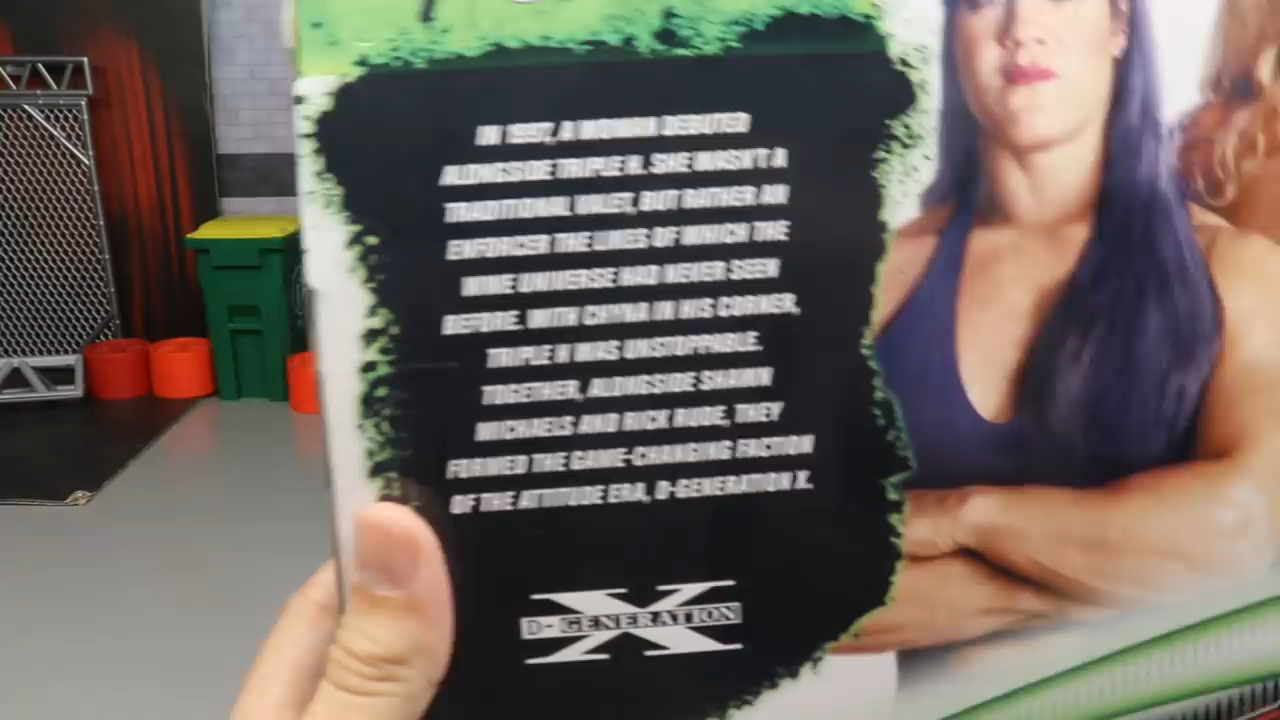 IN 1997, A WOMAN DEBUTED
ALONGSIDE TRIPLE H. SHE WASN'T A
TRADITIONAL VALET, BUT RATHER AN
ENFORCER THE LIKES OF WHICH THE
WWE UNIVERSE HAD NEVER SEEN
BEFORE. WITH CHYNA IN HIS CORNER,
TRIPLE H WAS UNSTOPPABLE.
TOGETHER, ALONGSIDE SHAWN
MICHAELS AND RICK RUDE, THEY
FORMED THE GAME-CHANGING FACTION
OF THE ATTITUDE ERA, D-GENERATION X.
D-GENERATION
X